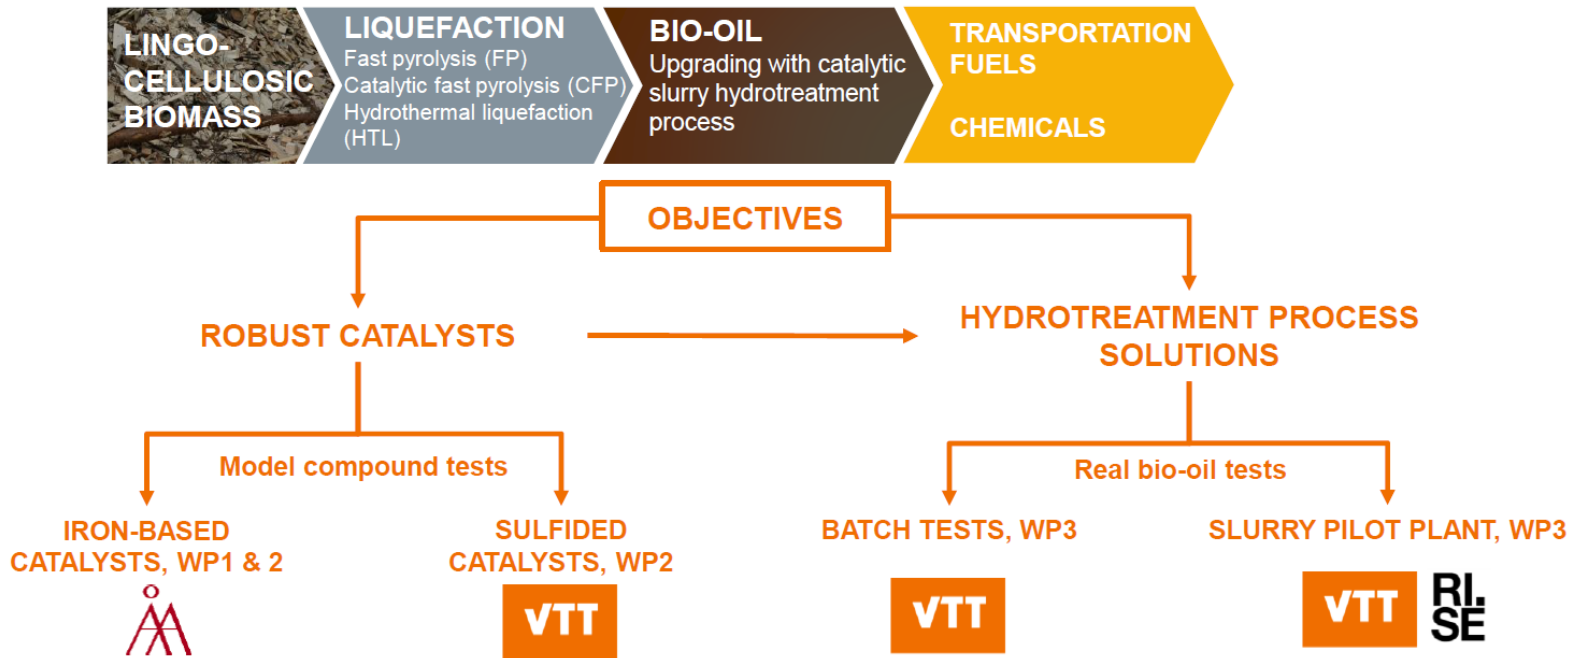 LINGO-
CELLULOSIC
BIOMASS
LIQUEFACTION
Fast pyrolysis (FP)
Catalytic fast pyrolysis (CFP)
Hydrothermal liquefaction
(HTL)
BIO-OIL
Upgrading with catalytic
slurry hydrotreatment
process
TRANSPORTATION
FUELS
CHEMICALS
OBJECTIVES
ROBUST CATALYSTS
HYDROTREATMENT PROCESS
SOLUTIONS
Model compound tests
Real bio-oil tests
IRON-BASED
CATALYSTS, WP1 & 2
SULFIDED
CATALYSTS, WP2
BATCH TESTS, WP3
SLURRY PILOT PLANT, WP3
VTT
VTT
VTT
RI.
SE